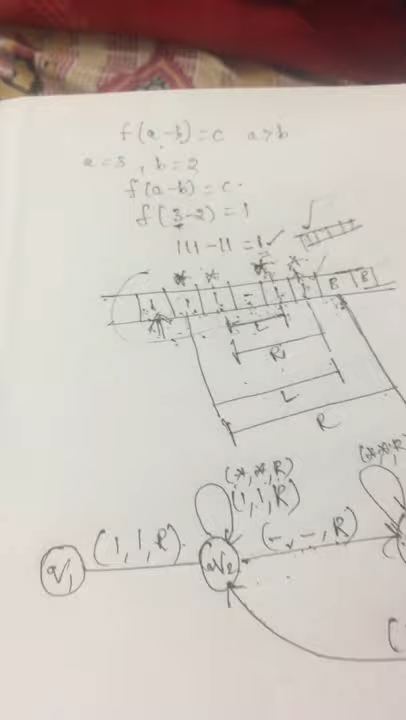 f(a-b)=c a>b
a=3, b=2
f(a-b)=c.
f(3-2)=1
111-11=1✓
* * * *
1 1 1 - 1 1 B B
L
R
L
R
(*,*,R) (*,*,R)
(1,1,R)
(1,1,R) (-,-,R)
q1 q2
(